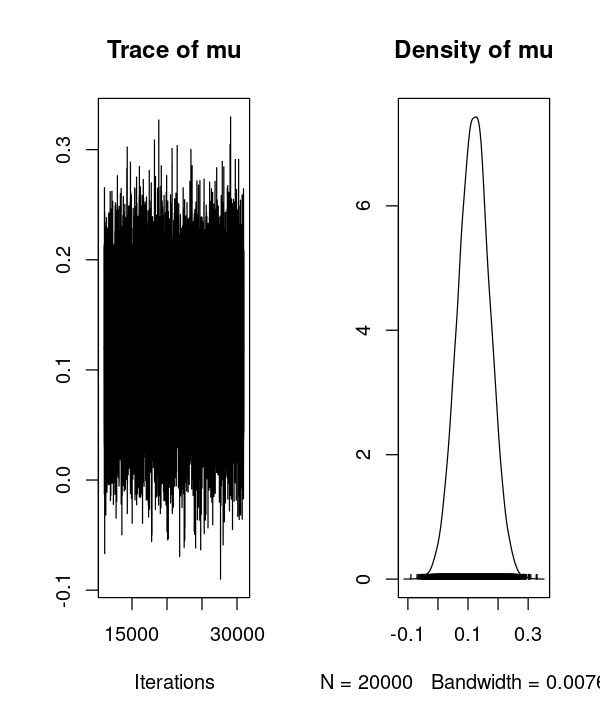 Trace of mu
Density of mu
0.3
0.2
0.1
0.0
-0.1
15000 30000
Iterations
6
4
2
0
-0.1 0.1 0.3
N = 20000 Bandwidth = 0.0076